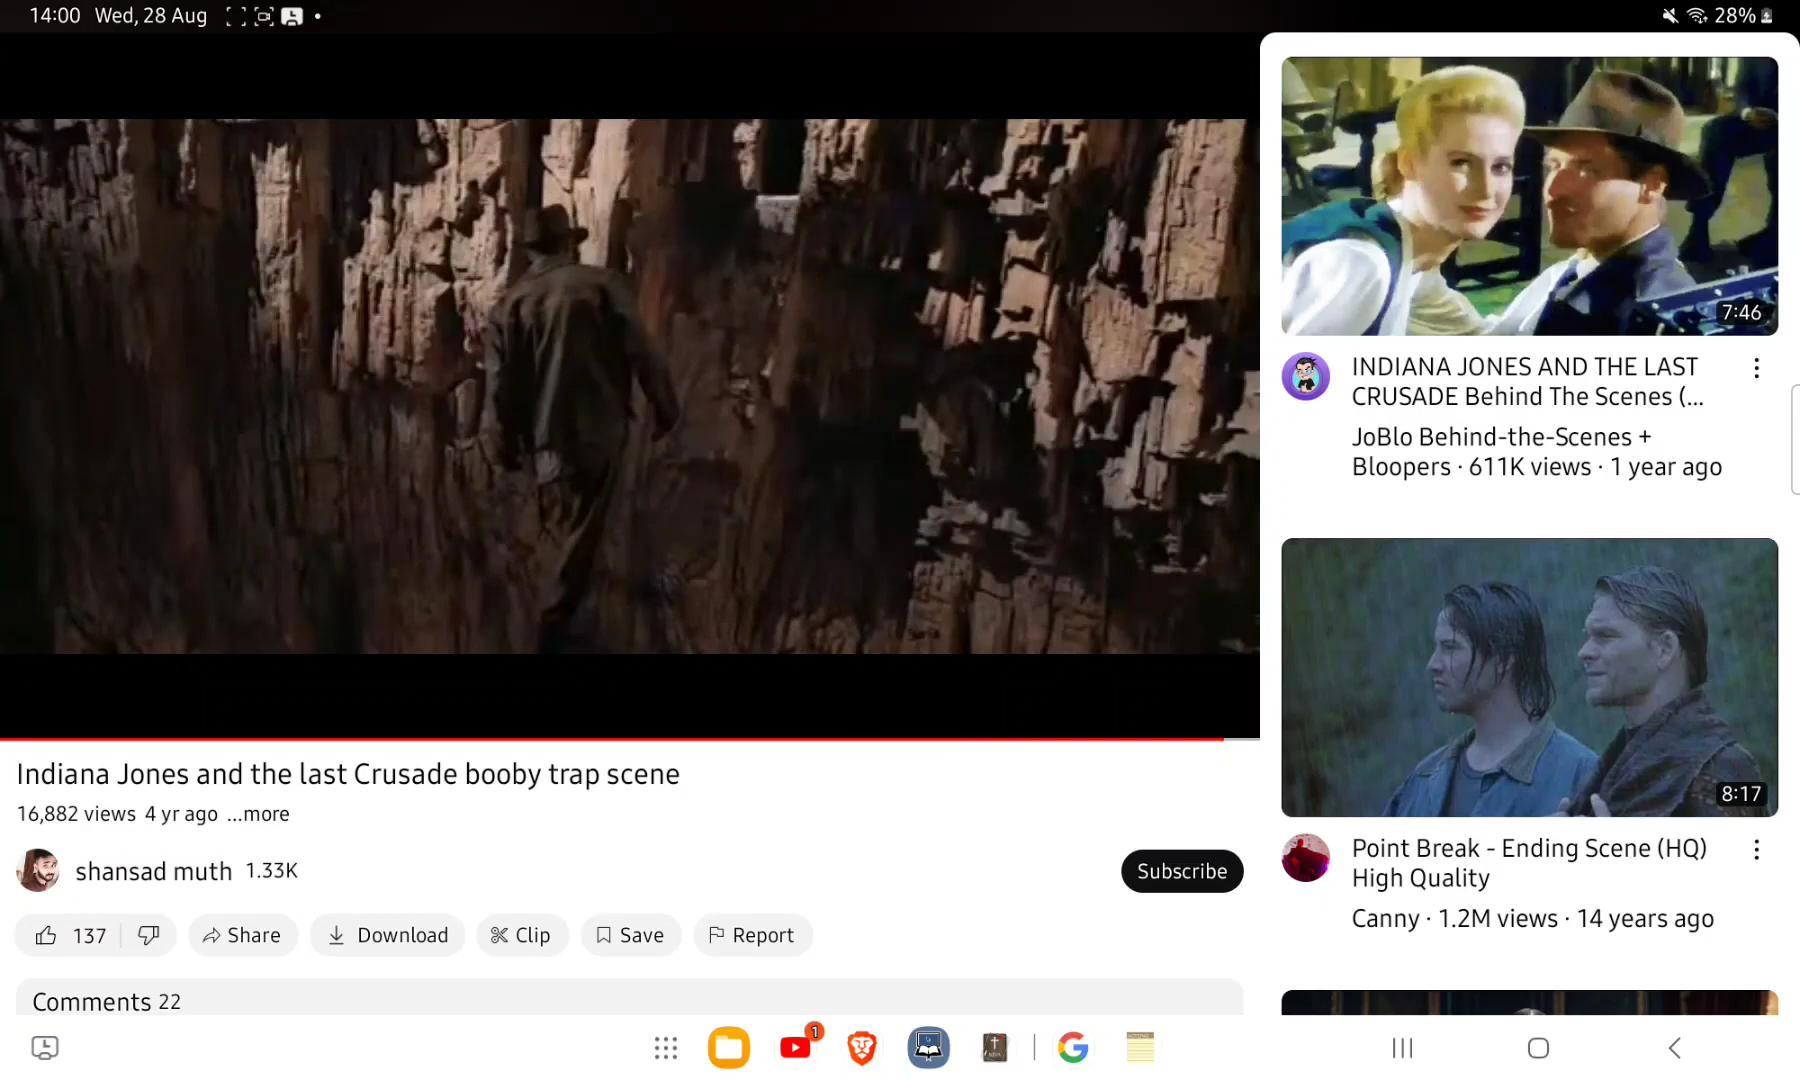 14:00 Wed, 28 Aug
28%
7:46
INDIANA JONES AND THE LAST
CRUSADE Behind The Scenes (...
JoBlo Behind-the-Scenes +
Bloopers · 611K views · 1 year ago
8:17
Point Break - Ending Scene (HQ)
High Quality
Canny · 1.2M views · 14 years ago
Indiana Jones and the last Crusade booby trap scene
16,882 views 4 yr ago ...more
shansad muth 1.33K
Subscribe
137
Share
Download
Clip
Save
Report
Comments 22
1